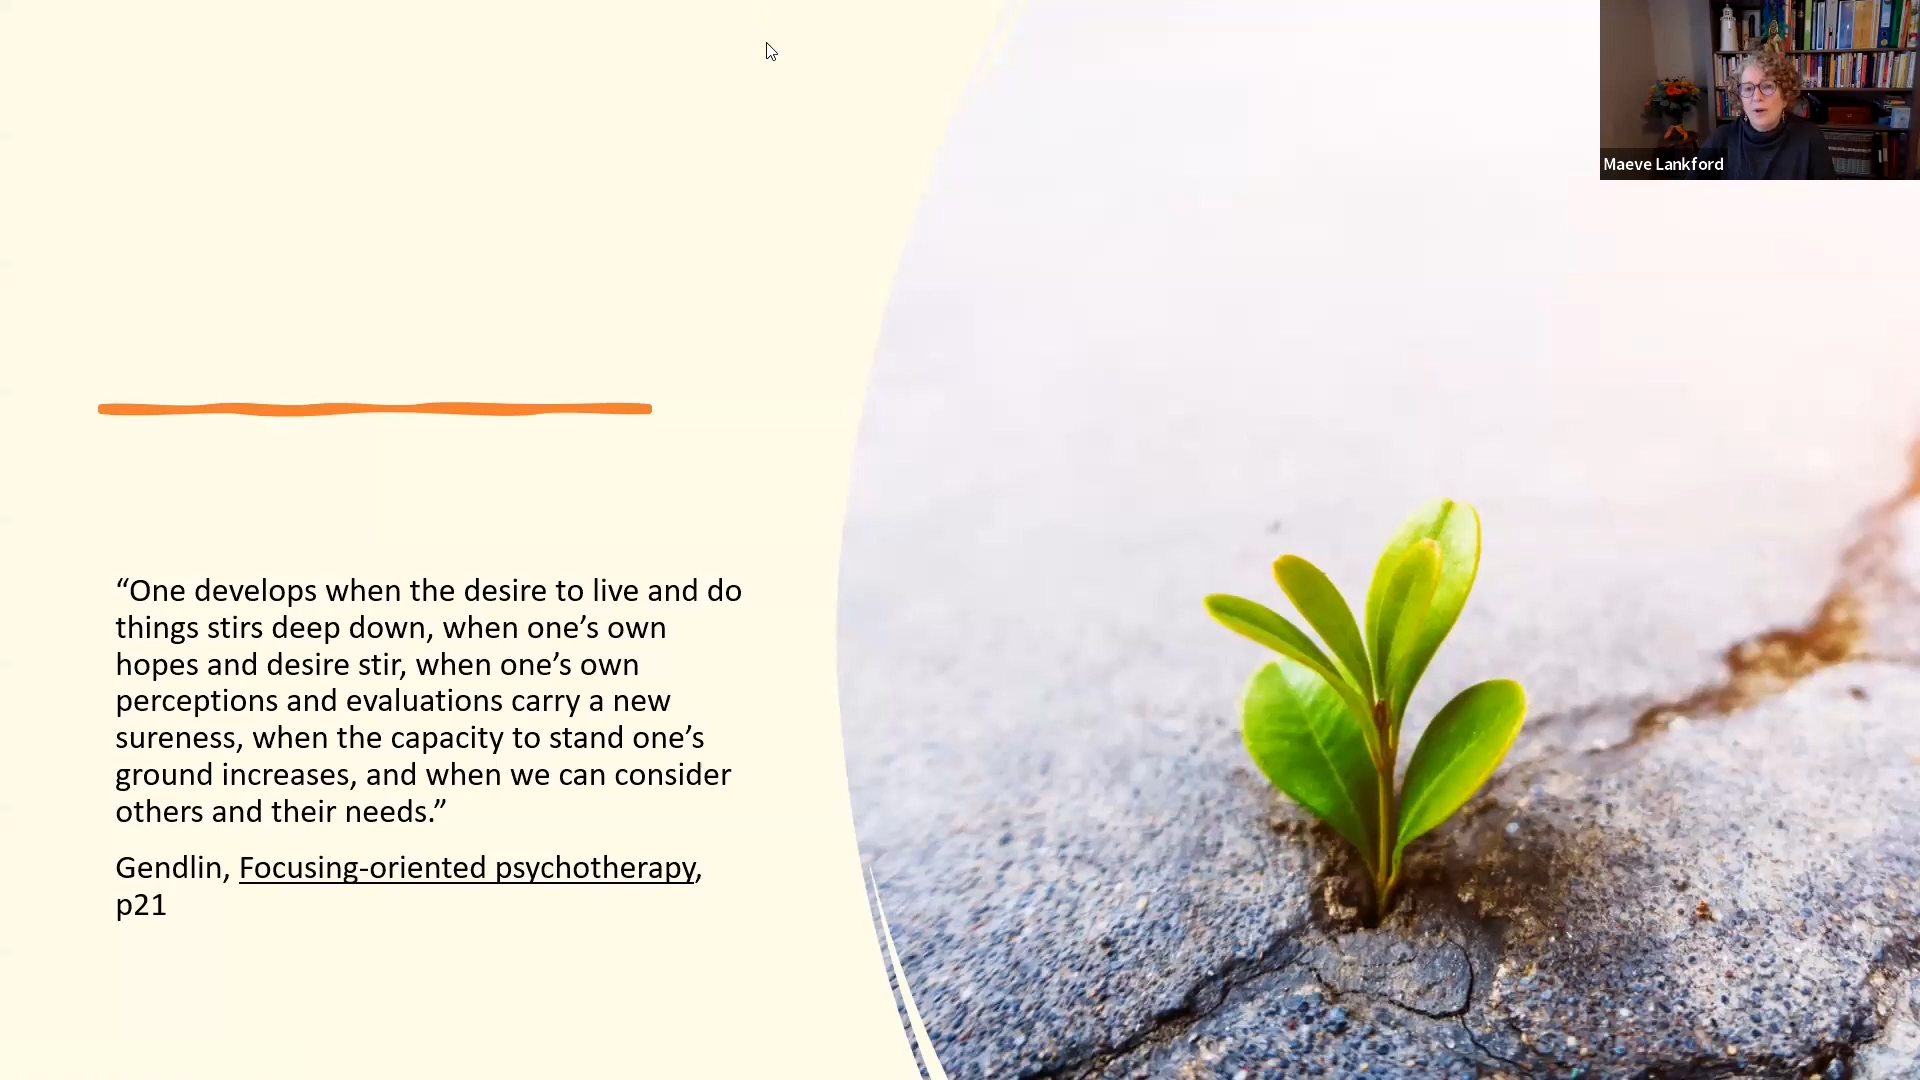 Maeve Lankford
“One develops when the desire to live and do
things stirs deep down, when one’s own
hopes and desire stir, when one’s own
perceptions and evaluations carry a new
sureness, when the capacity to stand one’s
ground increases, and when we can consider
others and their needs.”
Gendlin, Focusing-oriented psychotherapy,
p21